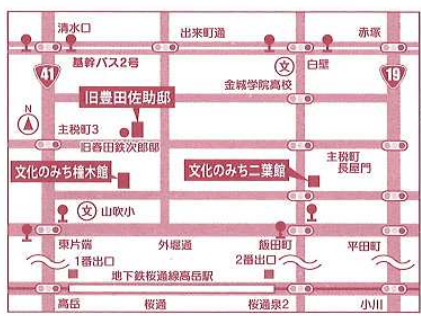 清水口
出来町通
赤塚
基幹バス2号
文
白壁
金城学院高校
41
19
旧豊田佐助邸
N
主税町3
旧春田鉄次郎邸
主税町
長屋門
文化のみち橦木館
文化のみち二葉館
文
山吹小
東片端
外堀通
飯田町
平田町
1番出口
2番出口
地下鉄桜通線高岳駅
高岳
桜通
桜通泉2
小川